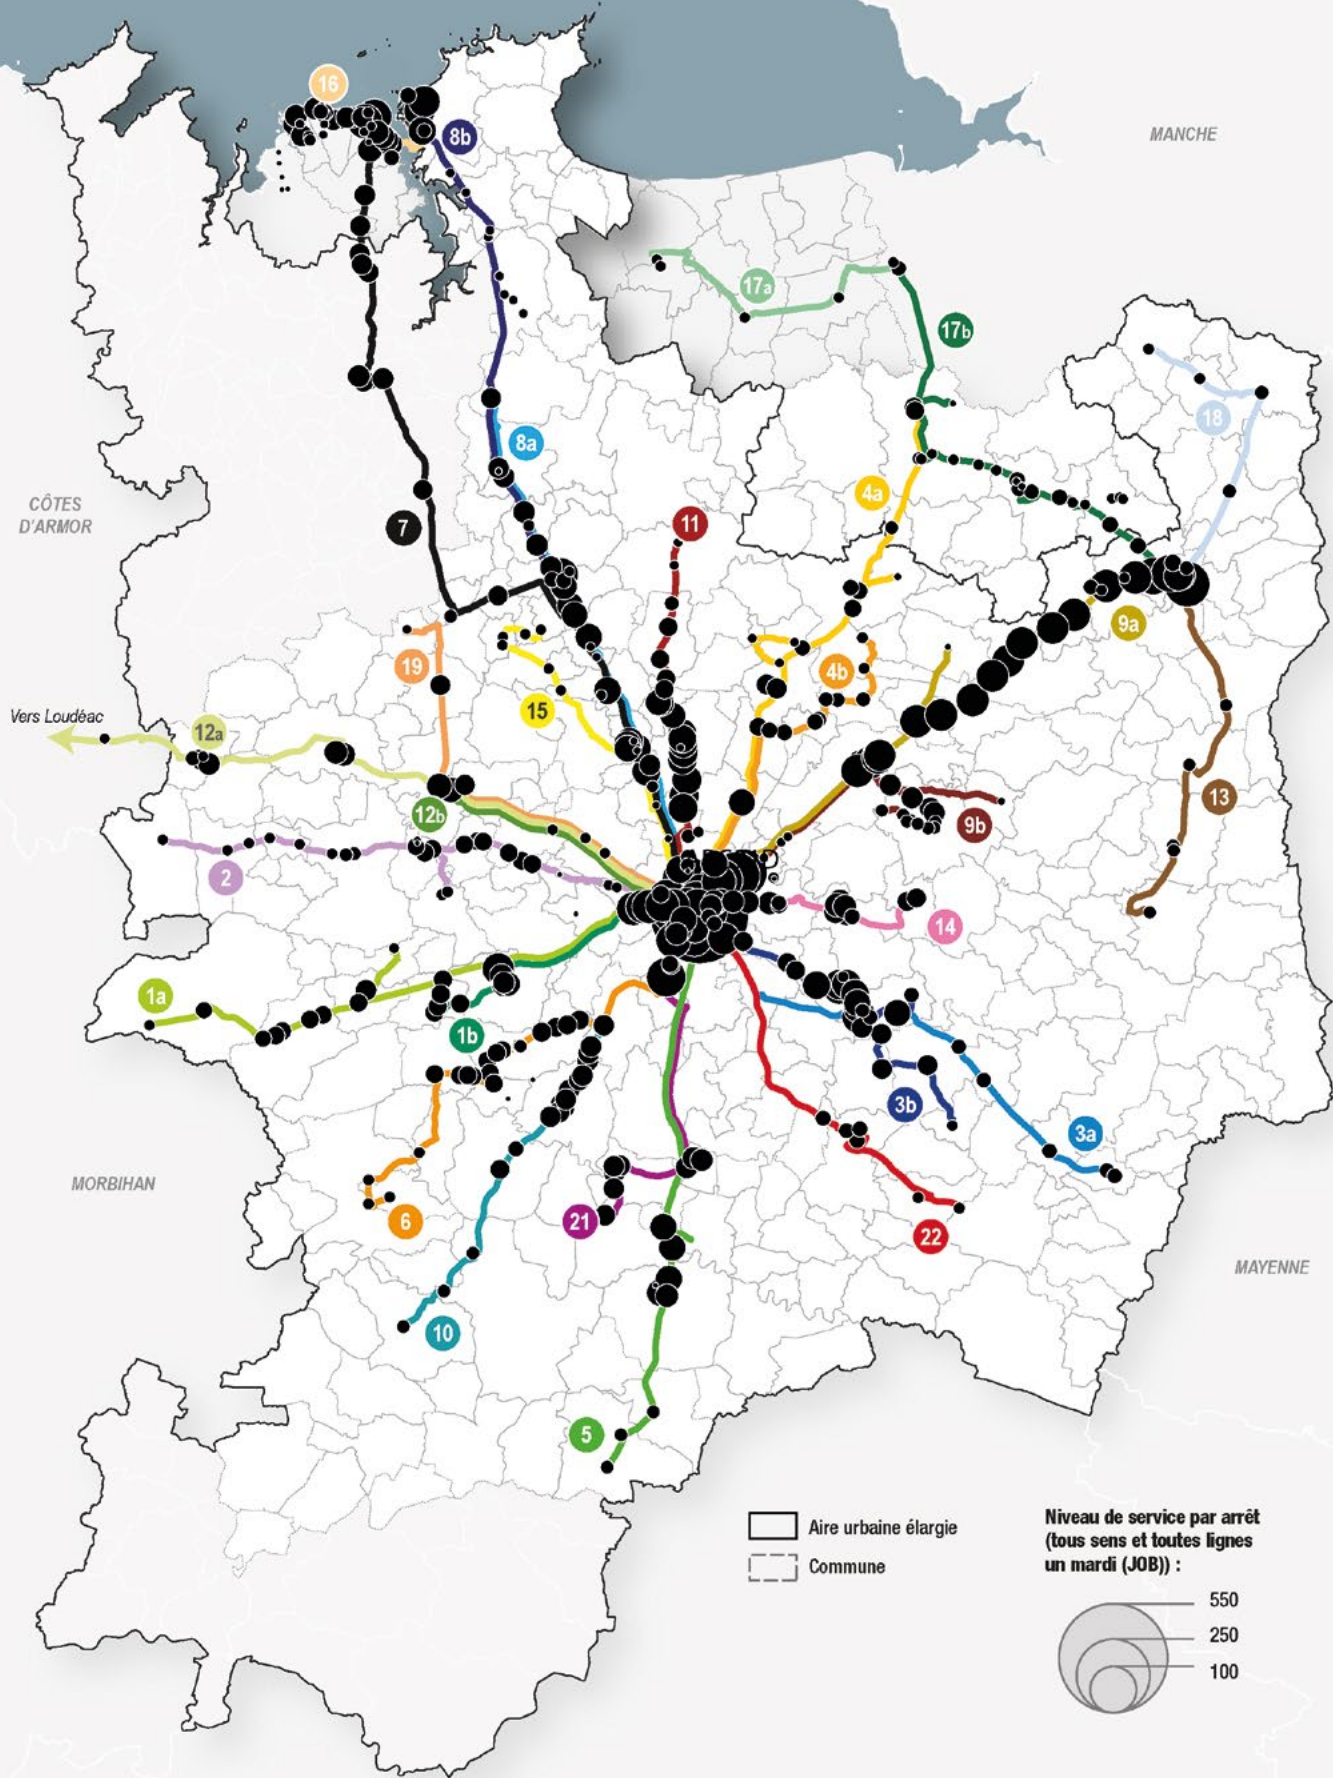 16
8b
MANCHE
17a
17b
18
8a
CÔTES
D'ARMOR
4a
7
11
9a
19
4b
15
Vers Loudéac
12a
13
12b
9b
2
14
1a
1b
3b
3a
MORBIHAN
6
21
22
MAYENNE
10
5
Aire urbaine élargie
Commune
Niveau de service par arrêt
(tous sens et toutes lignes
un mardi (JOB)) :
550
250
100